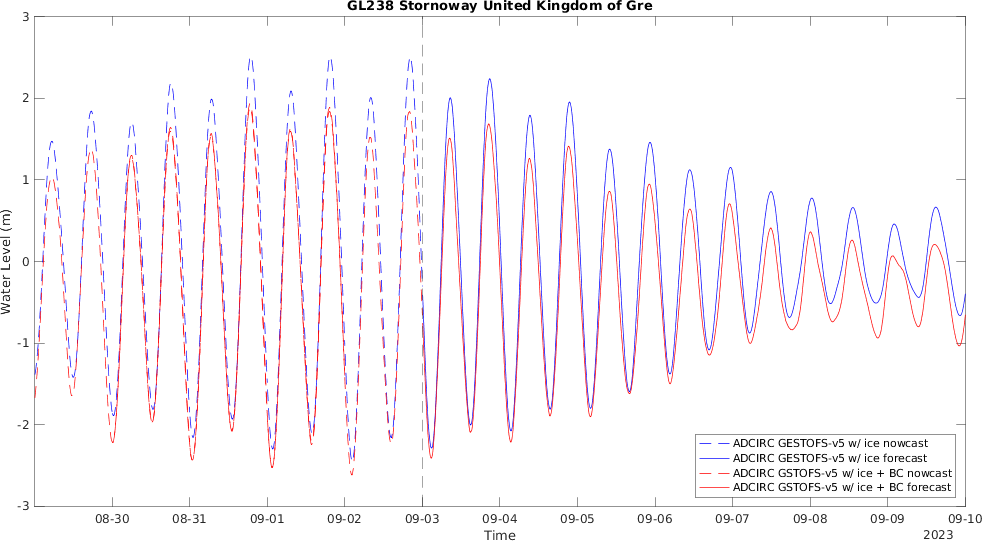 GL238 Stornoway United Kingdom of Gre
3
2
1
0
-1
-2
-3
Water Level (m)
08-30
08-31
09-01
09-02
09-03
09-04
09-05
09-06
09-07
09-08
09-09
09-10
Time
2023
ADCIRC GESTOFS-v5 w/ ice nowcast
ADCIRC GESTOFS-v5 w/ ice forecast
ADCIRC GSTOFS-v5 w/ ice + BC nowcast
ADCIRC GSTOFS-v5 w/ ice + BC forecast